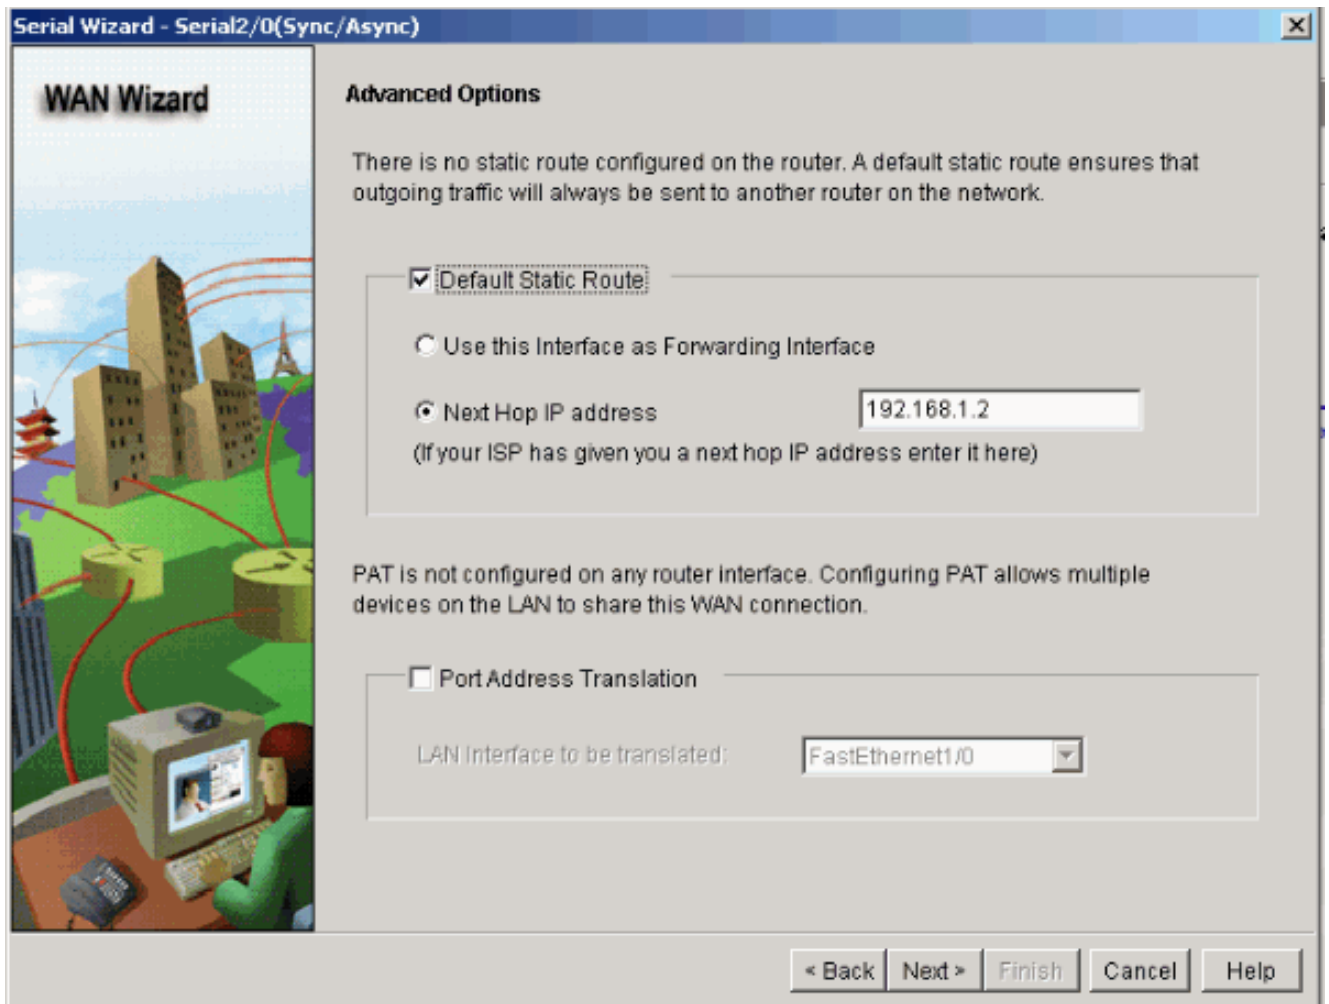 Serial Wizard - Serial2/0(Sync/Async)
WAN Wizard
Advanced Options
There is no static route configured on the router. A default static route ensures that
outgoing traffic will always be sent to another router on the network.
Default Static Route
Use this Interface as Forwarding Interface
Next Hop IP address
192.168.1.2
(If your ISP has given you a next hop IP address enter it here)
PAT is not configured on any router interface. Configuring PAT allows multiple
devices on the LAN to share this WAN connection.
Port Address Translation
LAN Interface to be translated:
FastEthernet1/0
< Back
Next >
Finish
Cancel
Help